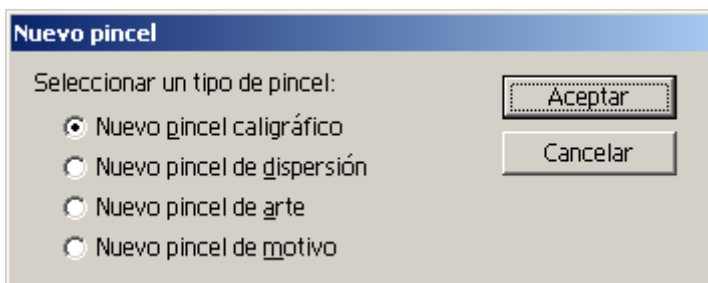 Nuevo pincel
Seleccionar un tipo de pincel:
Nuevo pincel caligráfico
Nuevo pincel de dispersión
Nuevo pincel de arte
Nuevo pincel de motivo
Aceptar
Cancelar